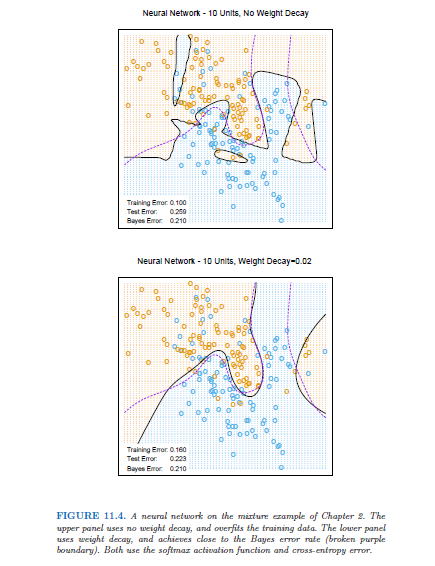 Neural Network - 10 Units, No Weight Decay
Training Error: 0.100
Test Error: 0.259
Bayes Error: 0.210
Neural Network - 10 Units, Weight Decay=0.02
Training Error: 0.160
Test Error: 0.223
Bayes Error: 0.210
FIGURE 11.4. A neural network on the mixture example of Chapter 2. The
upper panel uses no weight decay, and overfits the training data. The lower panel
uses weight decay, and achieves close to the Bayes error rate (broken purple
boundary). Both use the softmax activation function and cross-entropy error.